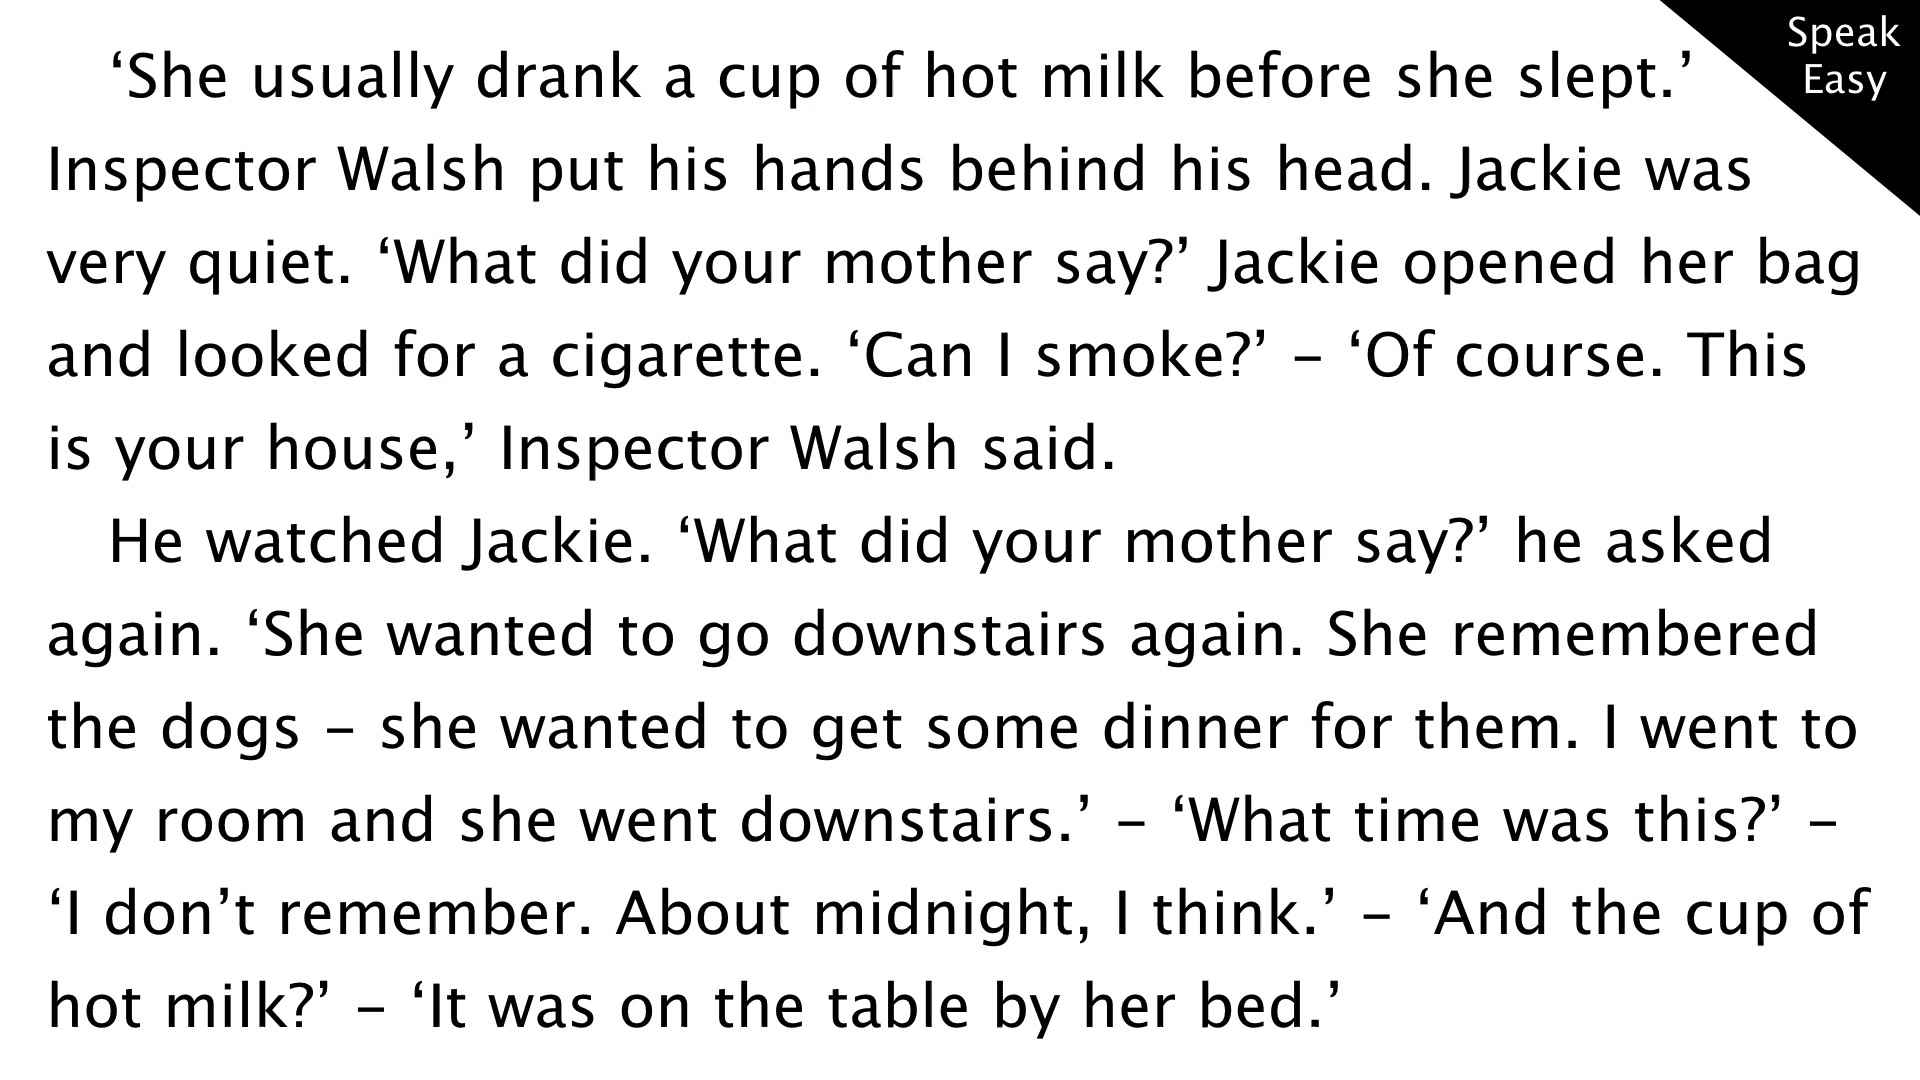 ‘She usually drank a cup of hot milk before she slept.’
Inspector Walsh put his hands behind his head. Jackie was
very quiet. ‘What did your mother say?’ Jackie opened her bag
and looked for a cigarette. ‘Can I smoke?’ – ‘Of course. This
is your house,’ Inspector Walsh said.
He watched Jackie. ‘What did your mother say?’ he asked
again. ‘She wanted to go downstairs again. She remembered
the dogs – she wanted to get some dinner for them. I went to
my room and she went downstairs.’ – ‘What time was this?’ –
‘I don’t remember. About midnight, I think.’ – ‘And the cup of
hot milk?’ – ‘It was on the table by her bed.’
Speak
Easy